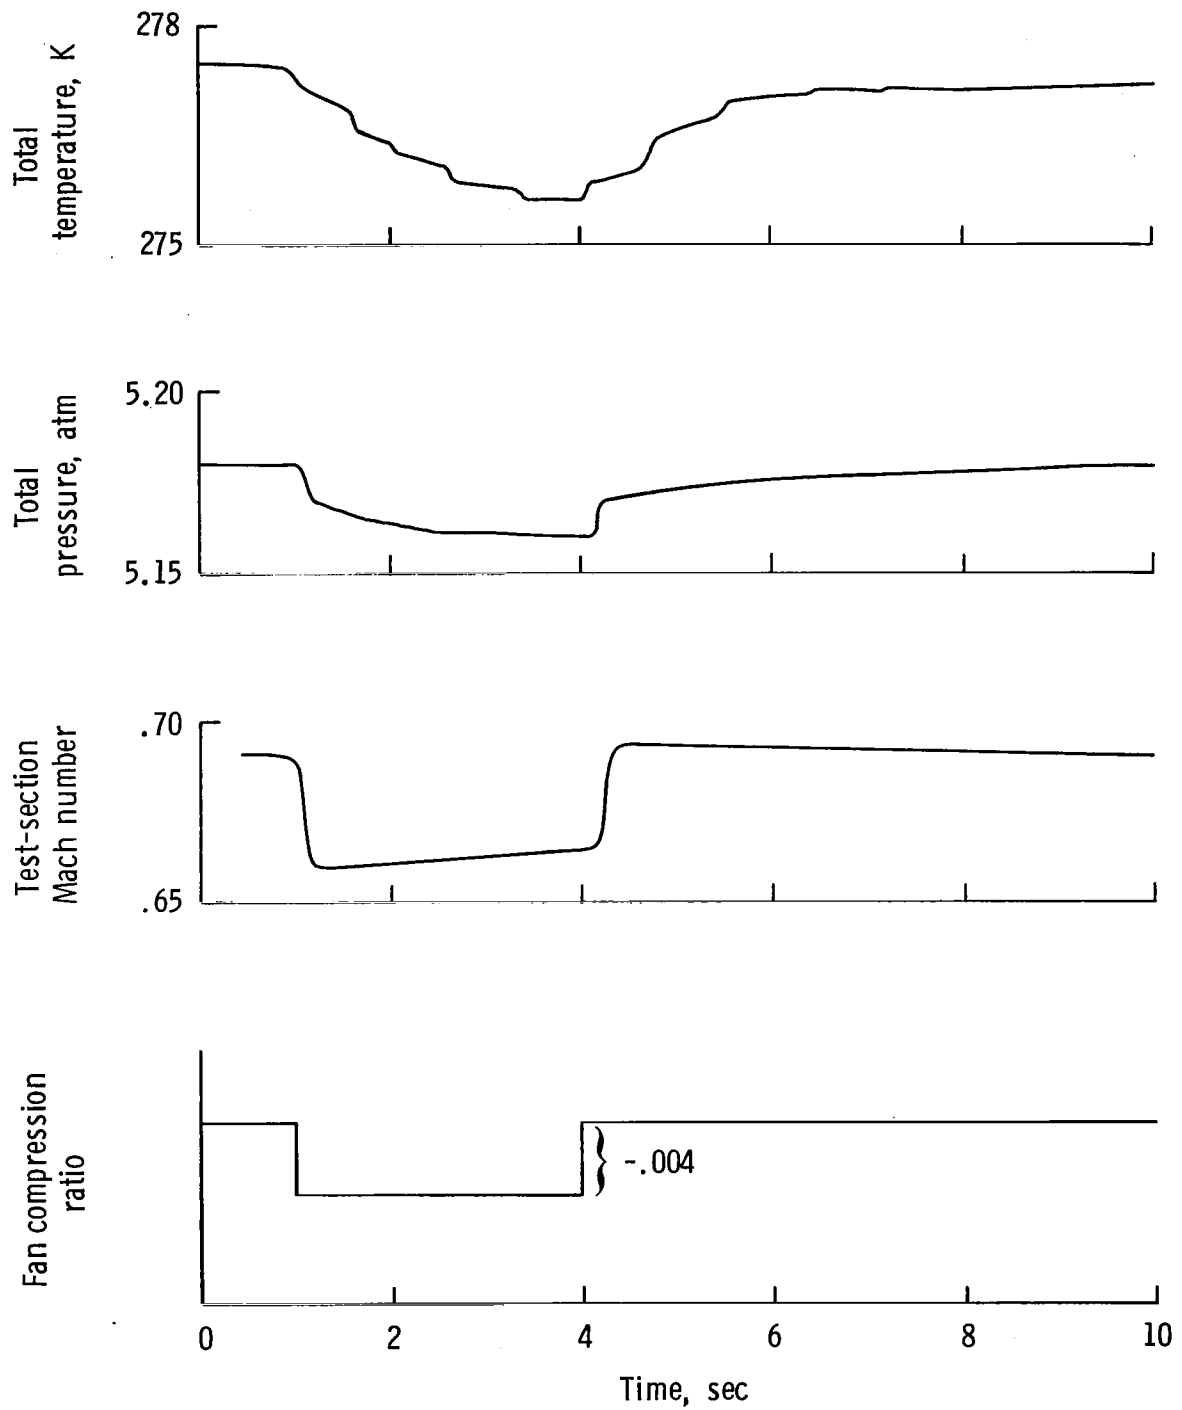 278
Total
temperature, K
275
5.20
Total
pressure, atm
5.15
.70
Test-section
Mach number
.65
Fan compression
ratio
-.004
0 2 4 6 8 10
Time, sec